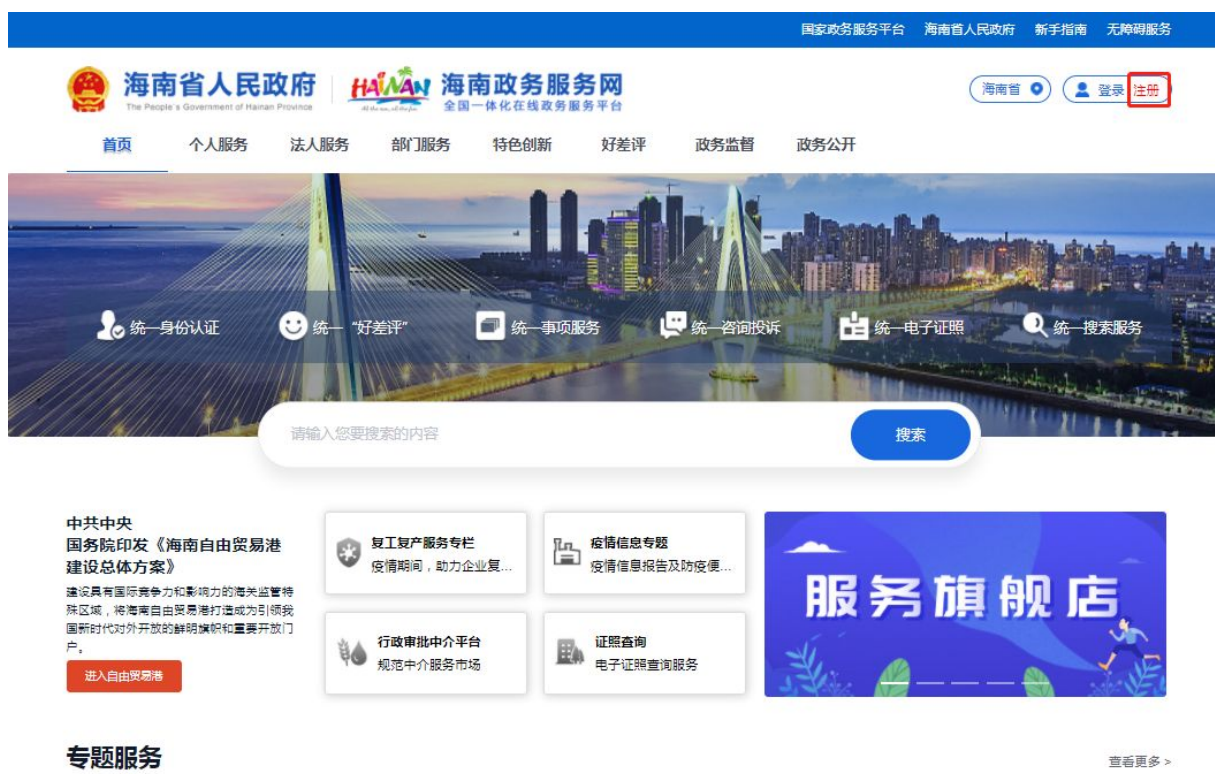 国家政务服务平台 海南省人民政府 新手指南 无障碍服务
海南省人民政府
The People's Government of Hainan Province
HAINAN
海南政务服务网
全国一体化在线政务服务平台
海南省
登录 注册
首页 个人服务 法人服务 部门服务 特色创新 好差评 政务监督 政务公开
统一身份认证 统一“好差评” 统一事项服务 统一咨询投诉 统一电子证照 统一搜索服务
请输入您要搜索的内容 搜索
中共中央
国务院印发《海南自由贸易港
建设总体方案》
建设具有国际竞争力和影响力的海关监管特
殊区域，将海南自由贸易港打造成为引领我
国新时代对外开放的鲜明旗帜和重要开放门
户。
进入自由贸易港
复工复产服务专栏
疫情期间，助力企业复...
疫情信息专题
疫情信息报告及防疫便...
行政审批中介平台
规范中介服务市场
证照查询
电子证照查询服务
服务旗舰店
专题服务
查看更多 >